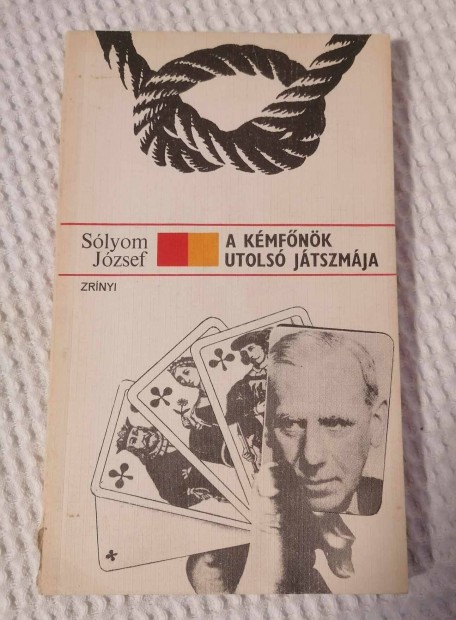 Sólyom
József
A KÉMFŐNÖK
UTOLSÓ JÁTSZMÁJA
ZRÍNYI